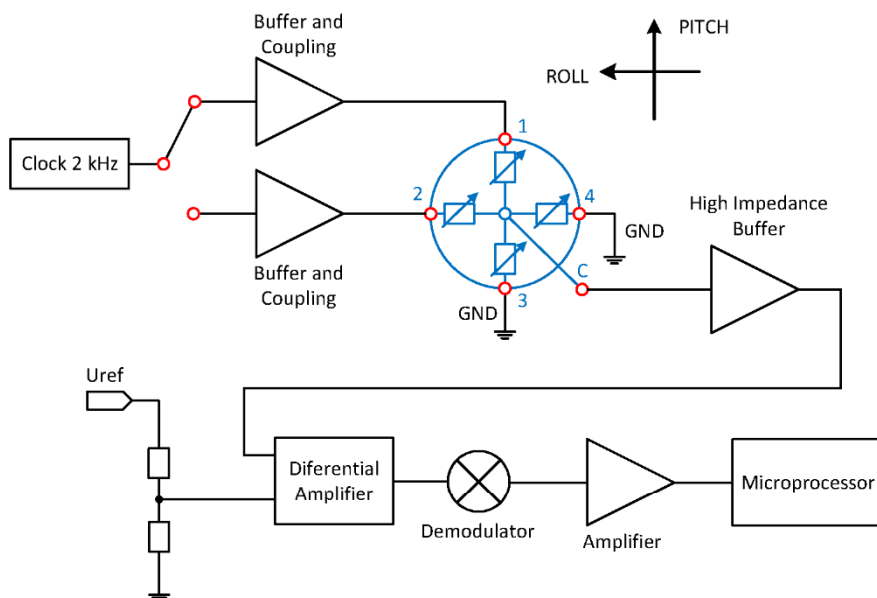 Buffer and
Coupling
PITCH
ROLL
1
Clock 2 kHz
2
4
High Impedance
Buffer
GND
Buffer and
Coupling
C
3
GND
Uref
Diferential
Amplifier
Demodulator
Amplifier
Microprocessor